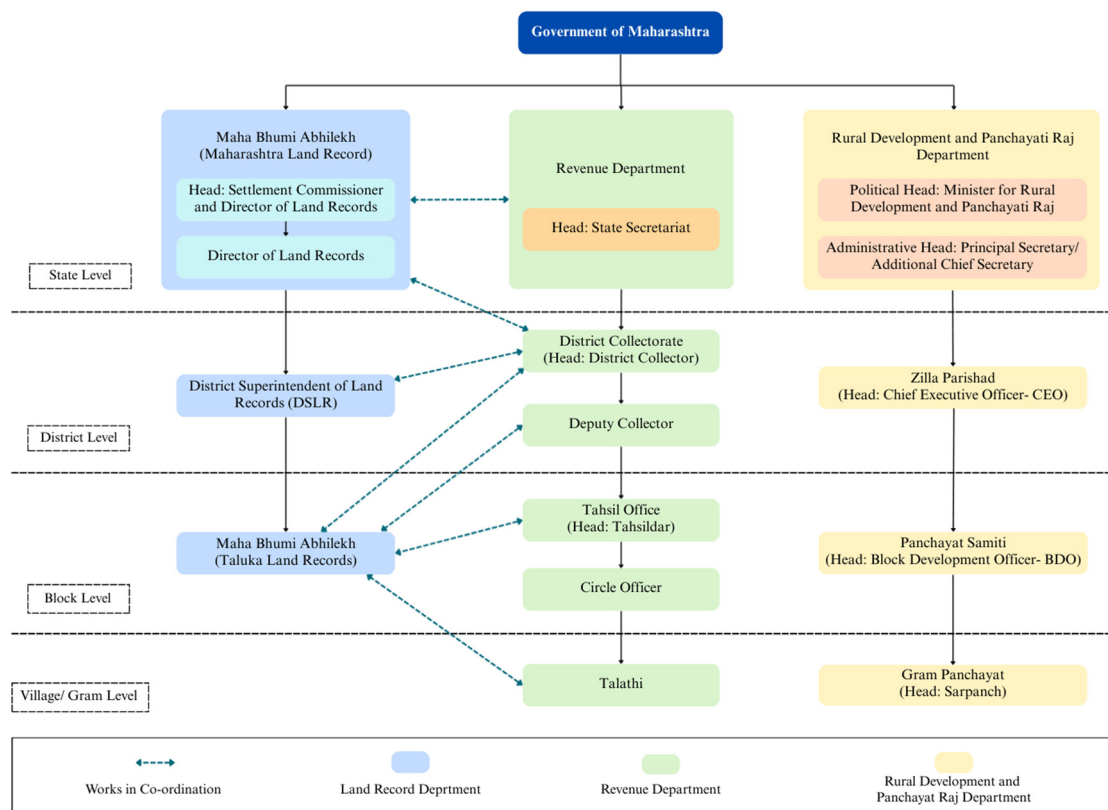 Government of Maharashtra
Maha Bhumi Abhilekh
(Maharashtra Land Record)
Head: Settlement Commissioner
and Director of Land Records
Director of Land Records
Revenue Department
Head: State Secretariat
Rural Development and Panchayati Raj
Department
Political Head: Minister for Rural
Development and Panchayati Raj
Administrative Head: Principal Secretary/
Additional Chief Secretary
State Level
District Collectorate
(Head: District Collector)
District Superintendent of Land
Records (DSLR)
Zilla Parishad
(Head: Chief Executive Officer- CEO)
Deputy Collector
District Level
Tahsil Office
(Head: Tahsildar)
Maha Bhumi Abhilekh
(Taluka Land Records)
Panchayat Samiti
(Head: Block Development Officer- BDO)
Circle Officer
Block Level
Talathi
Gram Panchayat
(Head: Sarpanch)
Village/ Gram Level
Works in Co-ordination
Land Record Deprtment
Revenue Department
Rural Development and
Panchayat Raj Department